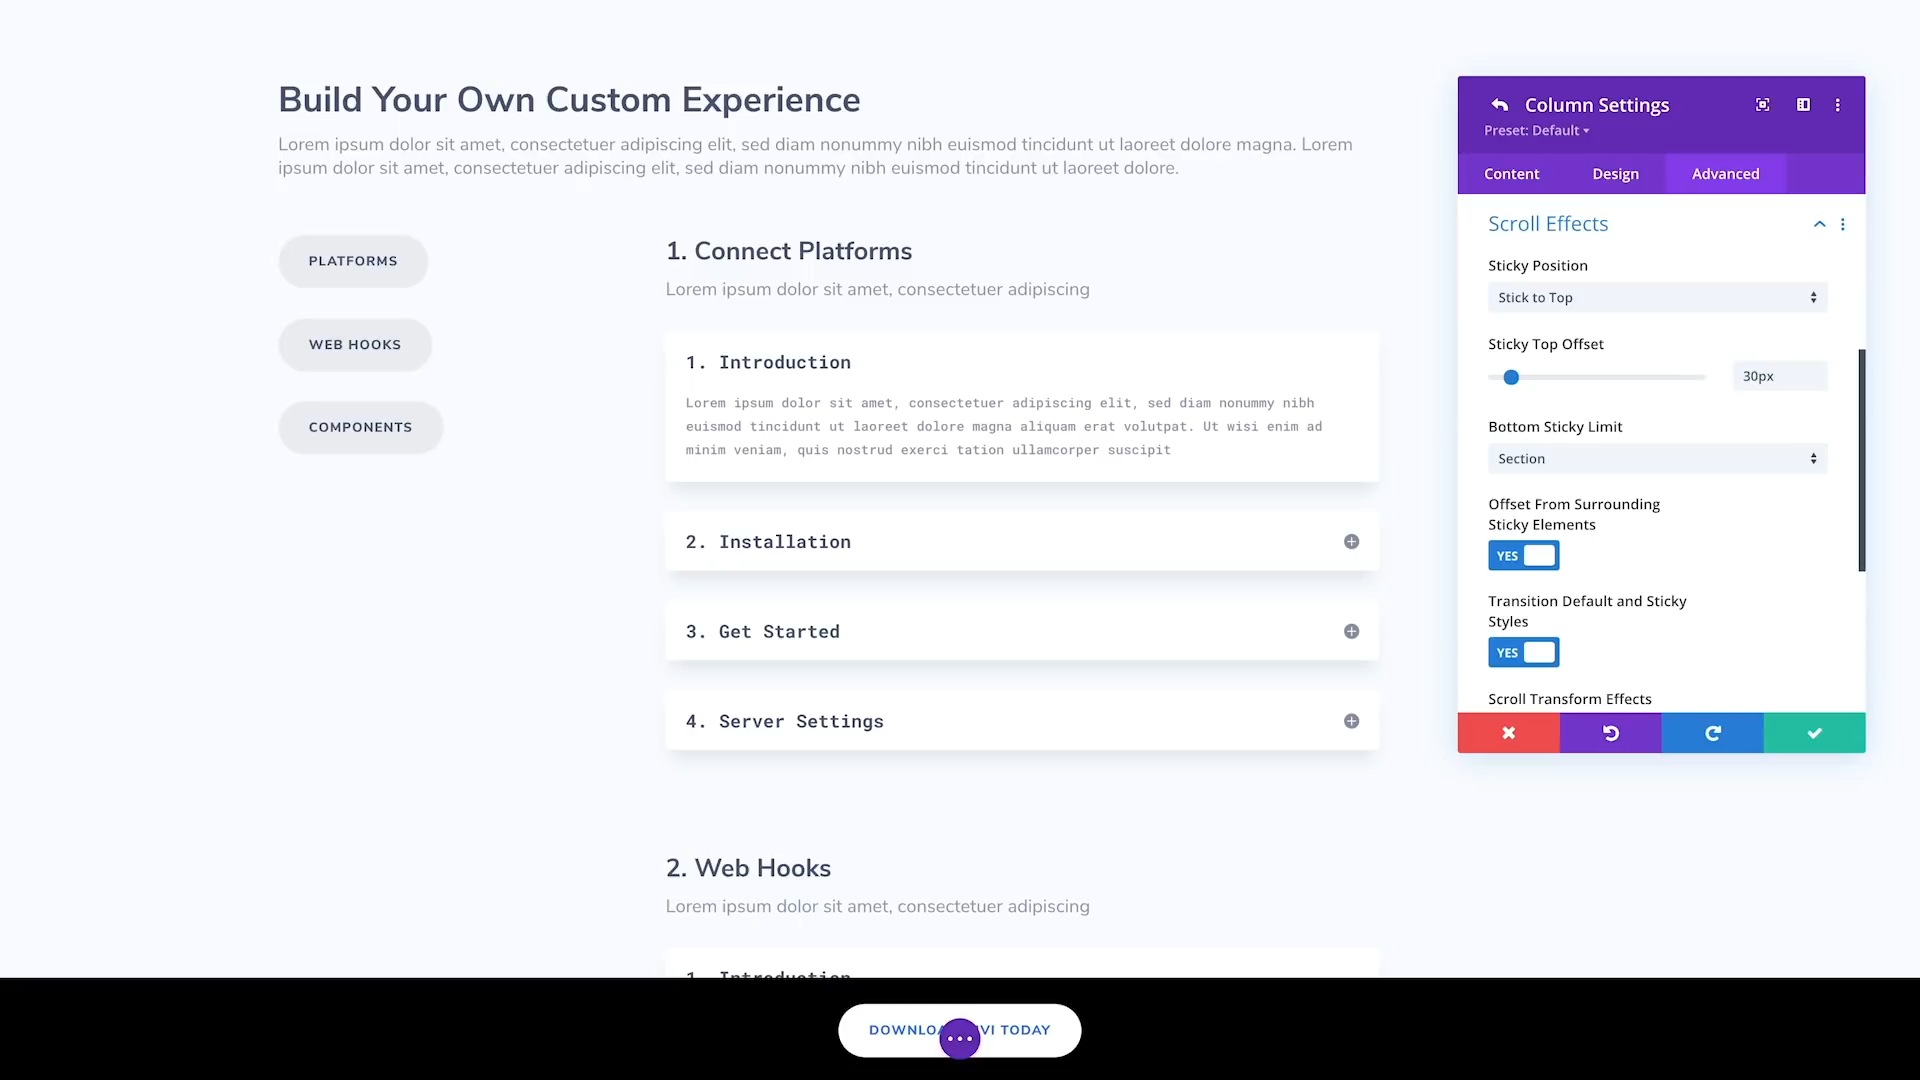 Build Your Own Custom Experience
Lorem ipsum dolor sit amet, consectetuer adipiscing elit, sed diam nonummy nibh euismod tincidunt ut laoreet dolore magna. Lorem
ipsum dolor sit amet, consectetuer adipiscing elit, sed diam nonummy nibh euismod tincidunt ut laoreet dolore.
PLATFORMS
WEB HOOKS
COMPONENTS
1. Connect Platforms
Lorem ipsum dolor sit amet, consectetuer adipiscing
1. Introduction
Lorem ipsum dolor sit amet, consectetuer adipiscing elit, sed diam nonummy nibh
euismod tincidunt ut laoreet dolore magna aliquam erat volutpat. Ut wisi enim ad
minim veniam, quis nostrud exerci tation ullamcorper suscipit
2. Installation
3. Get Started
4. Server Settings
2. Web Hooks
Lorem ipsum dolor sit amet, consectetuer adipiscing
1. Introduction
Column Settings
Preset: Default
Content Design Advanced
Scroll Effects
Sticky Position
Stick to Top
Sticky Top Offset
30px
Bottom Sticky Limit
Section
Offset From Surrounding
Sticky Elements
YES
Transition Default and Sticky
Styles
YES
Scroll Transform Effects
TODAY